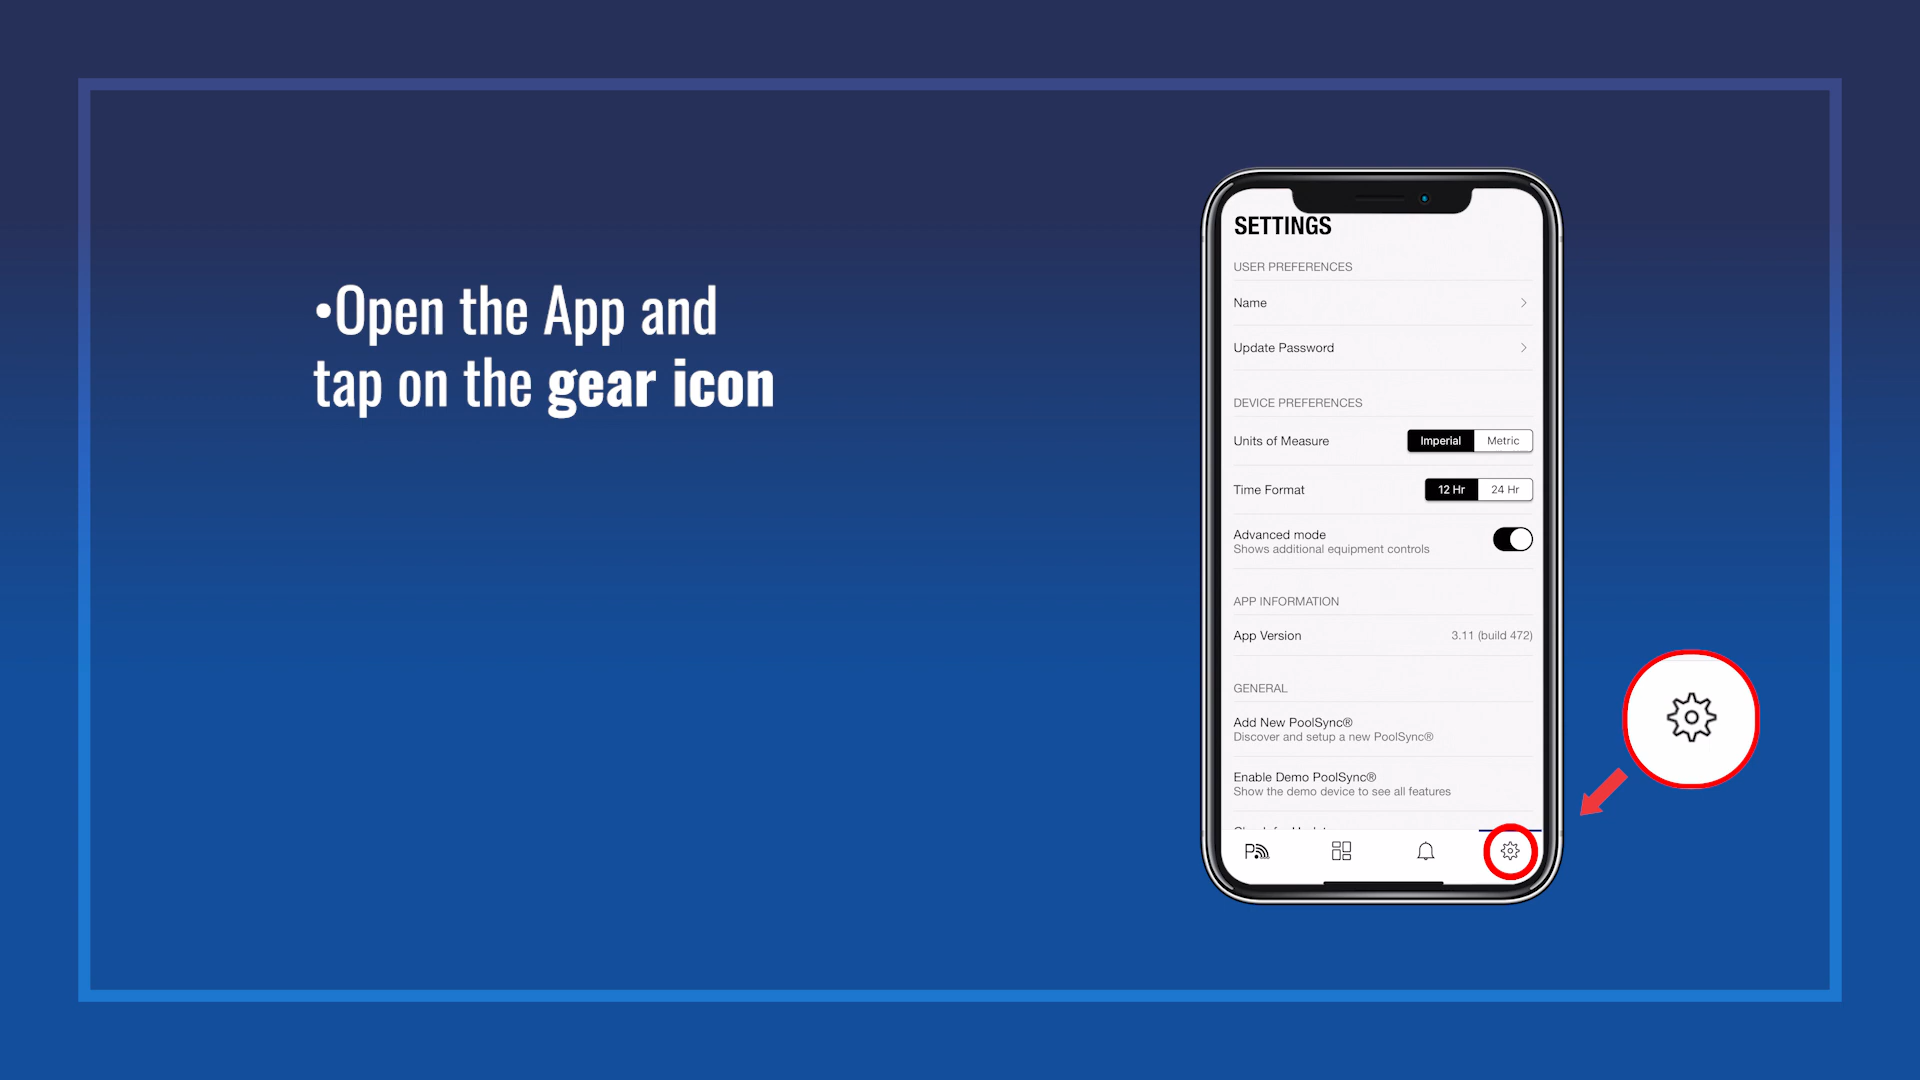 •Open the App and
tap on the gear icon
SETTINGS
USER PREFERENCES
Name
Update Password
DEVICE PREFERENCES
Units of Measure
Imperial
Metric
Time Format
12 Hr
24 Hr
Advanced mode
Shows additional equipment controls
APP INFORMATION
App Version
3.11 (build 472)
GENERAL
Add New PoolSync®
Discover and setup a new PoolSync®
Enable Demo PoolSync®
Show the demo device to see all features